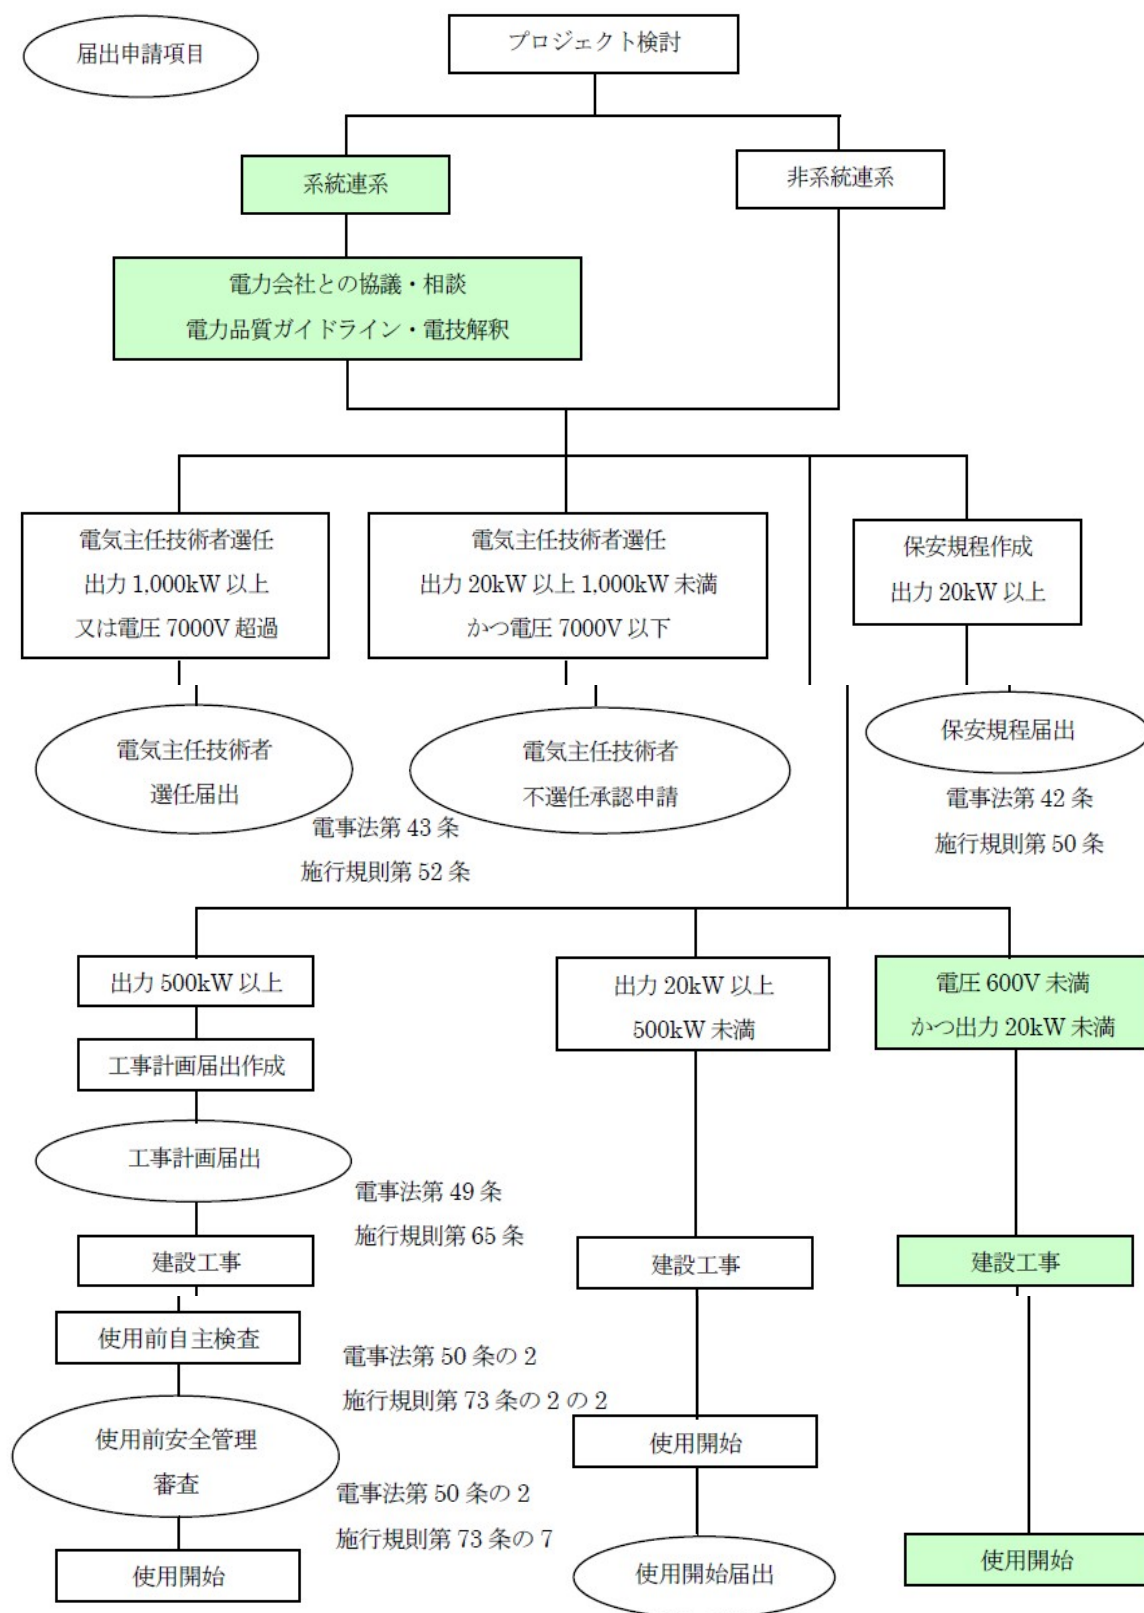 届出申請項目
プロジェクト検討
系統連系
非系統連系
電力会社との協議・相談
電力品質ガイドライン・電技解釈
電気主任技術者選任
出力 1,000kW 以上
又は電圧 7000V 超過
電気主任技術者選任
出力 20kW 以上 1,000kW 未満
かつ電圧 7000V 以下
保安規程作成
出力 20kW 以上
電気主任技術者
選任届出
電気主任技術者
不選任承認申請
保安規程届出
電事法第 43 条
施行規則第 52 条
電事法第 42 条
施行規則第 50 条
出力 500kW 以上
出力 20kW 以上
500kW 未満
電圧 600V 未満
かつ出力 20kW 未満
工事計画届出作成
工事計画届出
電事法第 49 条
施行規則第 65 条
建設工事
建設工事
建設工事
使用前自主検査
電事法第 50 条の 2
施行規則第 73 条の 2 の 2
使用前安全管理
審査
使用開始
電事法第 50 条の 2
施行規則第 73 条の 7
使用開始
使用開始届出
使用開始